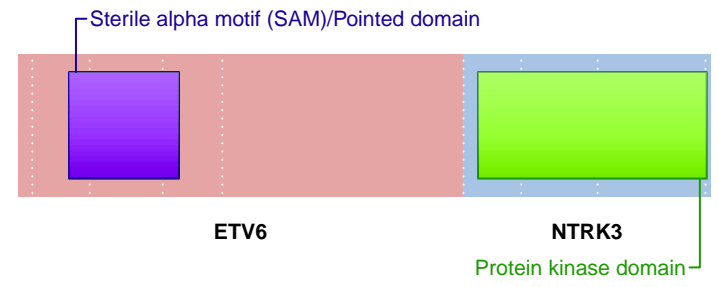 Sterile alpha motif (SAM)/Pointed domain
ETV6 NTRK3
Protein kinase domain